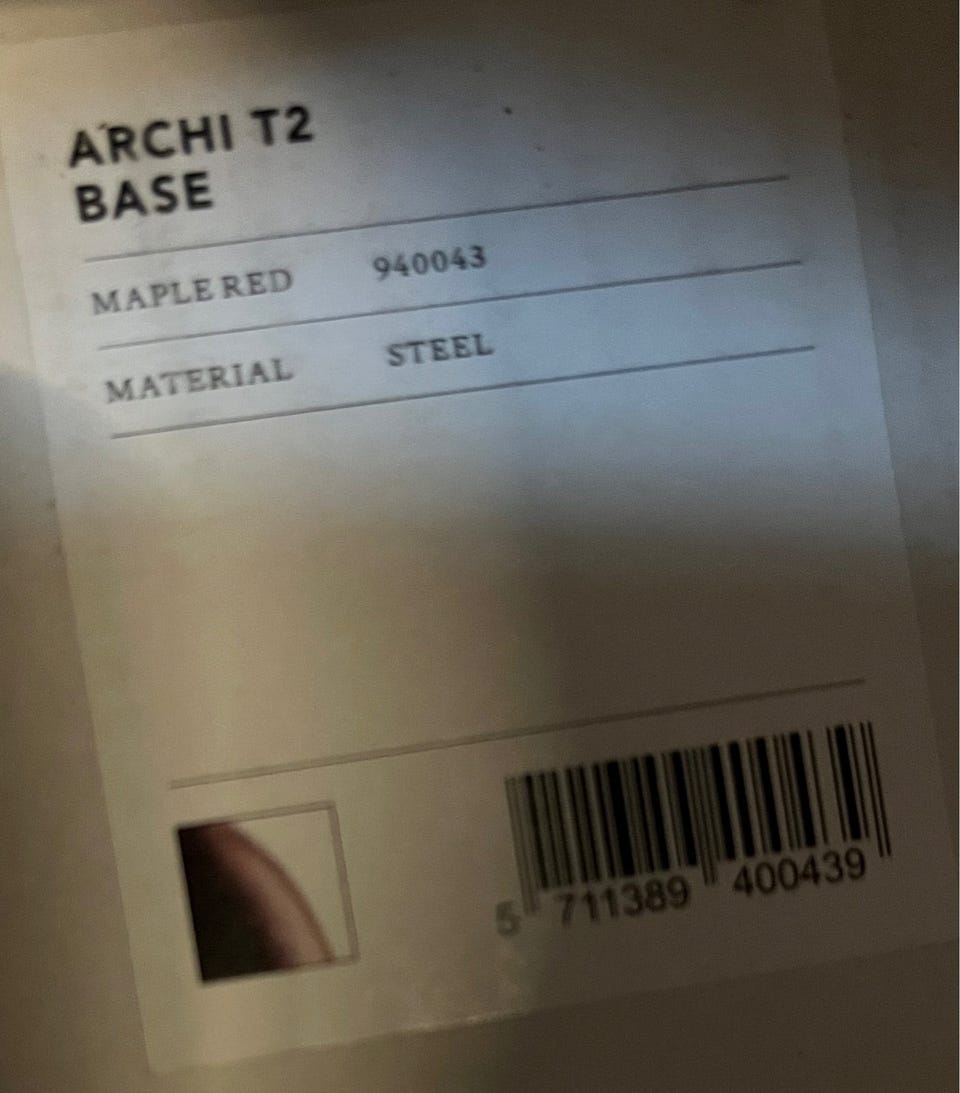 ARCHI T2
BASE
MAPLE RED 940043
MATERIAL STEEL
5 711389 400439